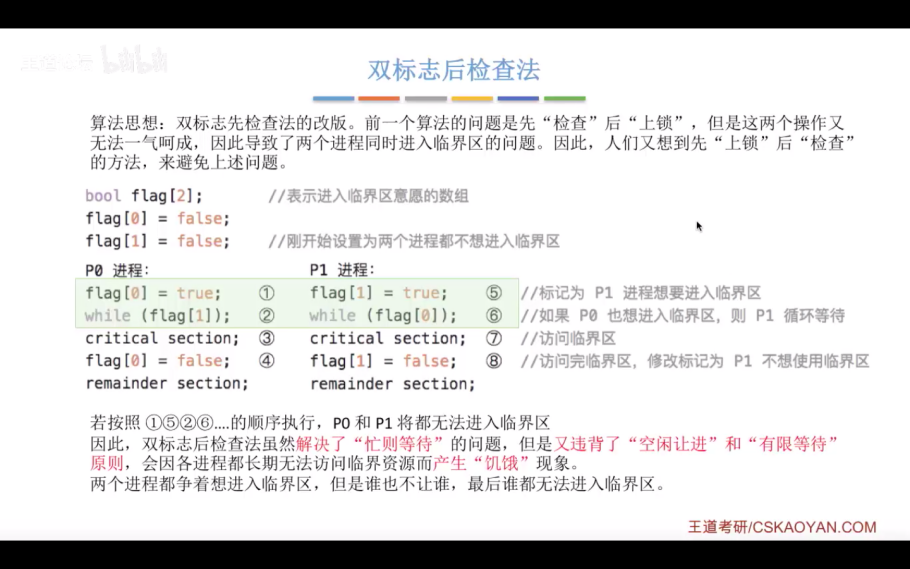 双标志后检查法
算法思想：双标志先检查法的改版。前一个算法的问题是先“检查”后“上锁”，但是这两个操作又
无法一气呵成，因此导致了两个进程同时进入临界区的问题。因此，人们又想到先“上锁”后“检查”
的方法，来避免上述问题。
bool flag[2]; //表示进入临界区意愿的数组
flag[0] = false;
flag[1] = false; //刚开始设置为两个进程都不想进入临界区
P0 进程: P1 进程:
flag[0] = true; ① flag[1] = true; ⑤ //标记为 P1 进程想要进入临界区
while (flag[1]); ② while (flag[0]); ⑥ //如果 P0 也想进入临界区，则 P1 循环等待
critical section; ③ critical section; ⑦ //访问临界区
flag[0] = false; ④ flag[1] = false; ⑧ //访问完临界区，修改标记为 P1 不想使用临界区
remainder section; remainder section;
若按照 ①⑤②⑥....的顺序执行，P0 和 P1 将都无法进入临界区
因此，双标志后检查法虽然解决了“忙则等待”的问题，但是又违背了“空闲让进”和“有限等待”
原则，会因各进程都长期无法访问临界资源而产生“饥饿”现象。
两个进程都争着想进入临界区，但是谁也不让谁，最后谁都无法进入临界区。
王道考研/CSKAOYAN.COM